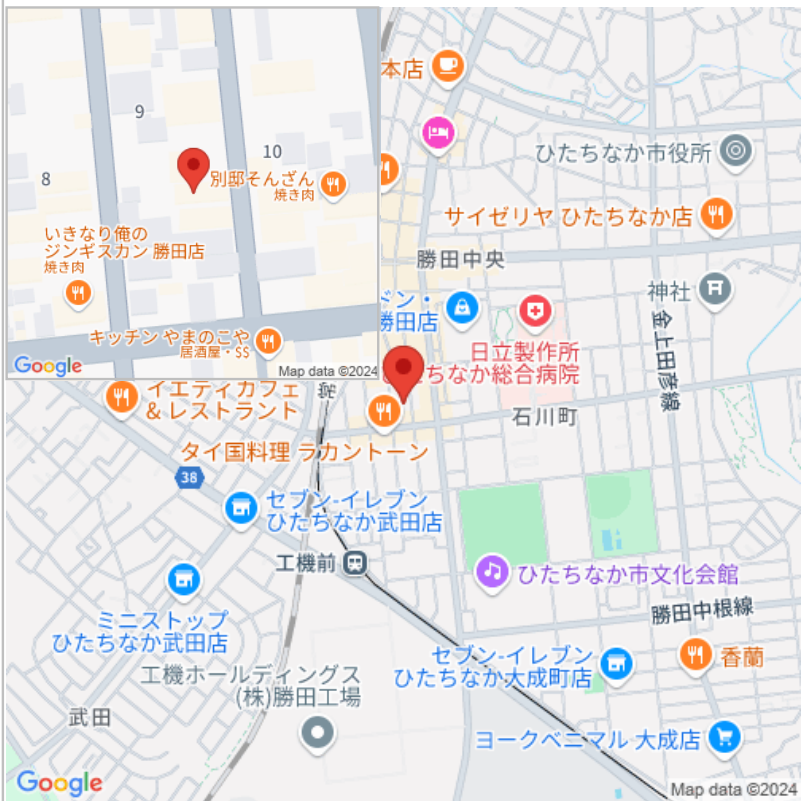 9
10
8
別邸そんざん
焼き肉
いきなり俺の
ジンギスカン 勝田店
焼き肉
キッチン やまのこや
居酒屋・$$
Google
Map data ©2024
本店
ひたちなか市役所
サイゼリヤ ひたちなか店
勝田中央
神社
ドン・
勝田店
金上田彦線
日立製作所
ひたちなか総合病院
イエティカフェ
&レストラント
石川町
タイ国料理 ラカントーン
38
セブン-イレブン
ひたちなか武田店
工機前
ひたちなか市文化会館
ミニストップ
ひたちなか武田店
勝田中根線
セブン-イレブン
ひたちなか大成町店
香蘭
工機ホールディングス
(株)勝田工場
武田
ヨークベニマル 大成店
Google
Map data ©2024